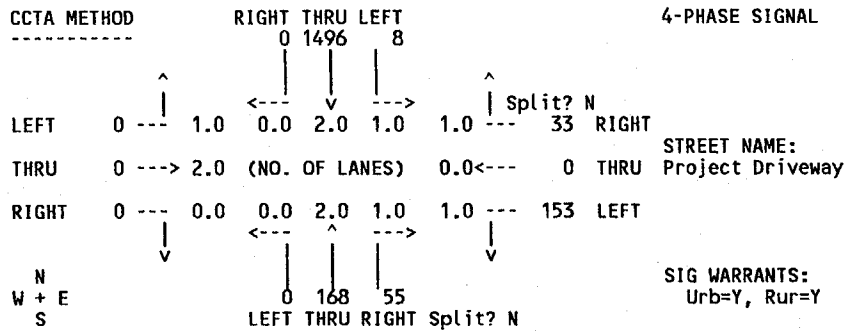 CCTA METHOD RIGHT THRU LEFT 4-PHASE SIGNAL
----------- 0 1496 8
^ | | | ^
| <--- v ---> | Split? N
LEFT 0 --- 1.0 0.0 2.0 1.0 1.0 --- 33 RIGHT
STREET NAME:
THRU 0 ---> 2.0 (NO. OF LANES) 0.0<--- 0 THRU Project Driveway
RIGHT 0 --- 0.0 0.0 2.0 1.0 1.0 --- 153 LEFT
| <--- ^ ---> |
v | | | v
N SIG WARRANTS:
W + E 0 168 55 Urb=Y, Rur=Y
S LEFT THRU RIGHT Split? N